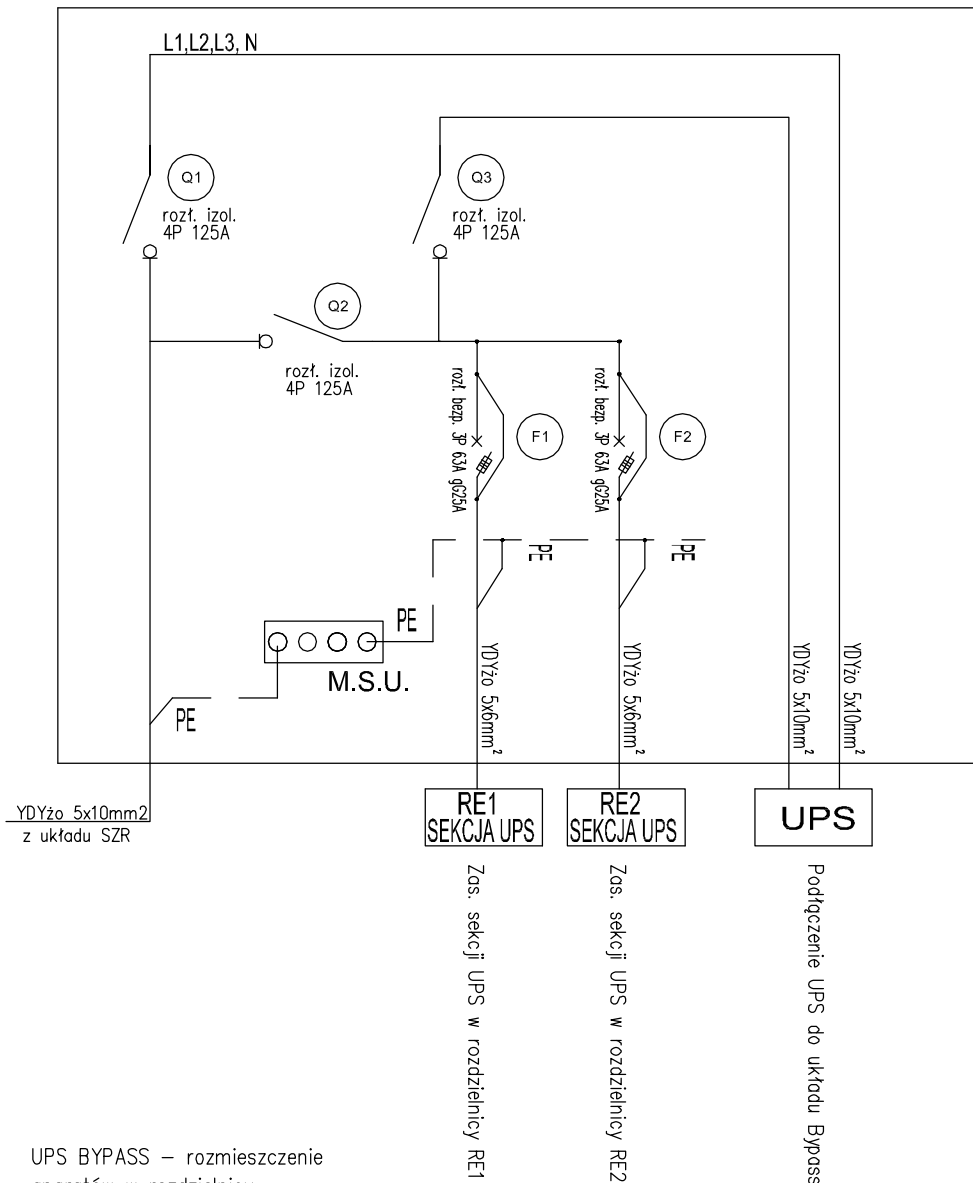 L1,L2,L3, N
Q1
rozł. izol.
4P 125A
Q3
rozł. izol.
4P 125A
Q2
rozł. izol.
4P 125A
rozł. bezp. 3P 63A gG25A
F1
rozł. bezp. 3P 63A gG25A
F2
PE
PE
PE
M.S.U.
PE
YDYżo 5x6mm²
YDYżo 5x6mm²
YDYżo 5x10mm²
YDYżo 5x10mm²
YDYżo 5x10mm2
z układu SZR
RE1
SEKCJA UPS
RE2
SEKCJA UPS
UPS
Zas. sekcji UPS w rozdzielnicy RE1
Zas. sekcji UPS w rozdzielnicy RE2
Podłączenie UPS do układu Bypass
UPS BYPASS – rozmieszczenie
aparatów w rozdzielnicy